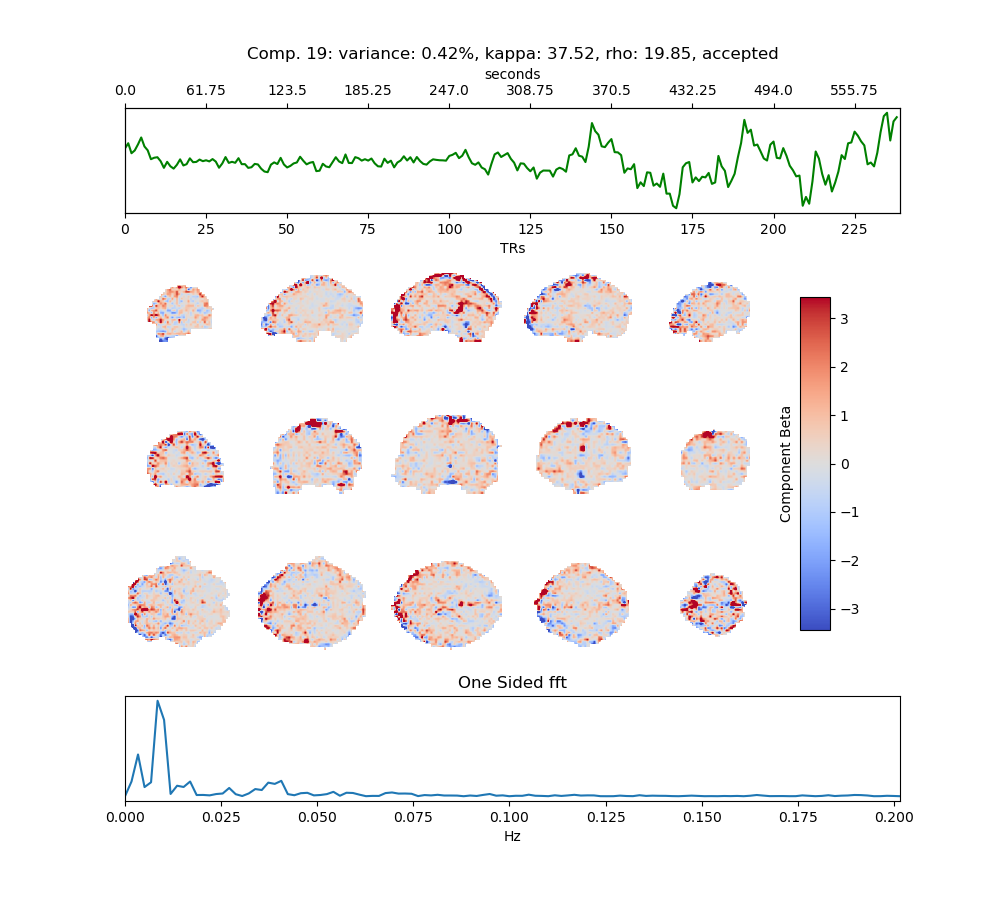 Comp. 19: variance: 0.42%, kappa: 37.52, rho: 19.85, accepted
seconds
0.0 61.75 123.5 185.25 247.0 308.75 370.5 432.25 494.0 555.75
0 25 50 75 100 125 150 175 200 225
TRs
3
2
1
0
−1
−2
−3
Component Beta
One Sided fft
0.000 0.025 0.050 0.075 0.100 0.125 0.150 0.175 0.200
Hz